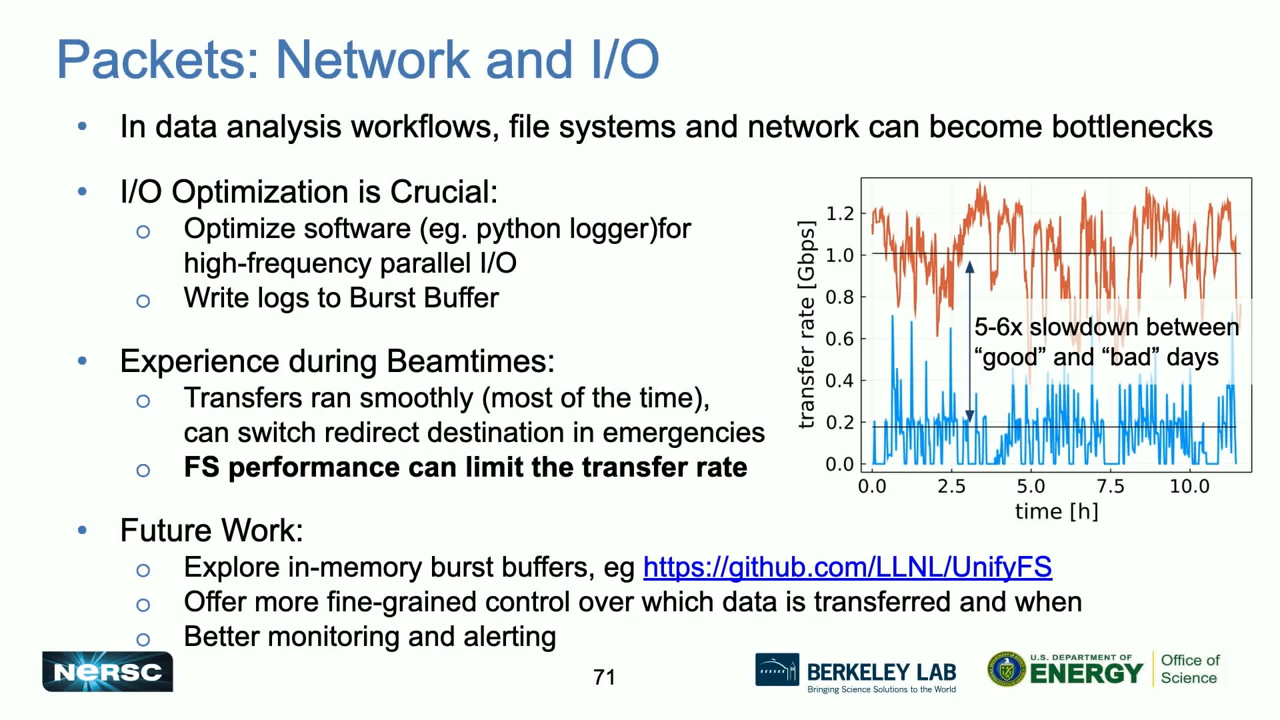 Packets: Network and I/O
• In data analysis workflows, file systems and network can become bottlenecks
• I/O Optimization is Crucial:
o Optimize software (eg. python logger)for
high-frequency parallel I/O
o Write logs to Burst Buffer
• Experience during Beamtimes:
o Transfers ran smoothly (most of the time),
can switch redirect destination in emergencies
o FS performance can limit the transfer rate
• Future Work:
o Explore in-memory burst buffers, eg https://github.com/LLNL/UnifyFS
o Offer more fine-grained control over which data is transferred and when
o Better monitoring and alerting
transfer rate [Gbps]
1.2
1.0
0.8
0.6
0.4
0.2
0.0
5-6x slowdown between
“good” and “bad” days
0.0 2.5 5.0 7.5 10.0
time [h]
NERSC
71
BERKELEY LAB
Bringing Science Solutions to the World
U.S. DEPARTMENT OF
ENERGY
Office of
Science